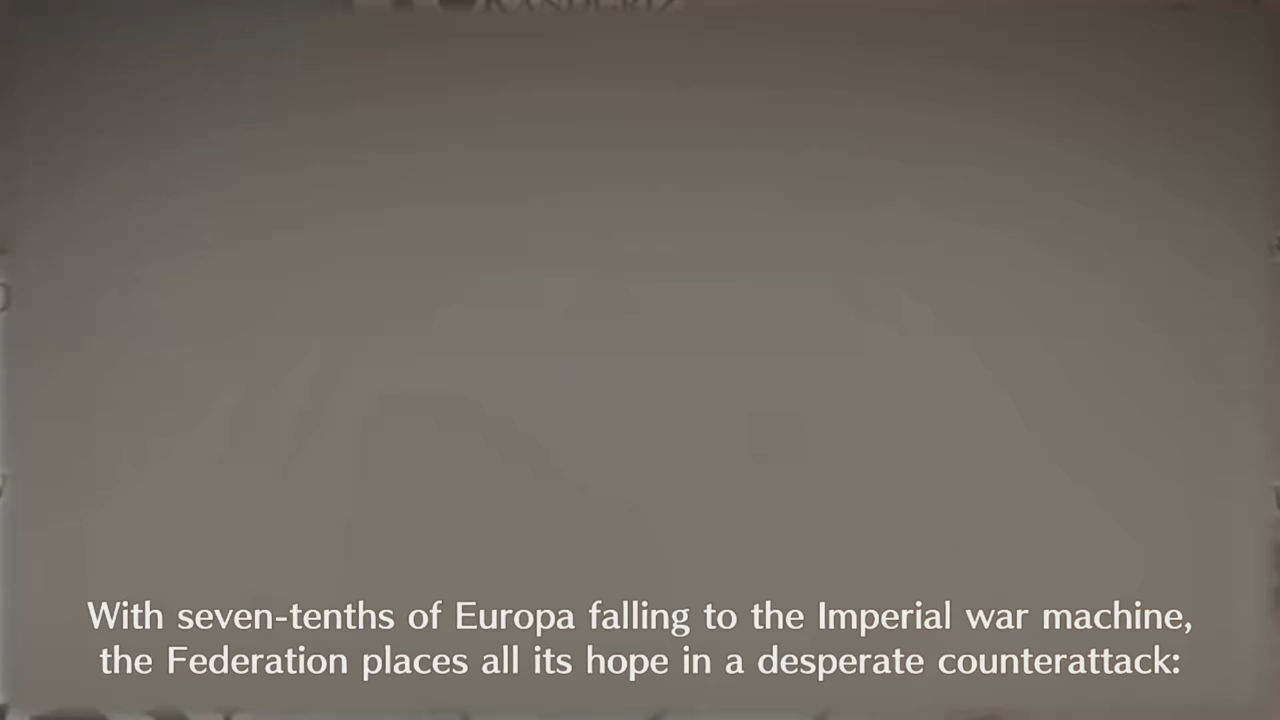 With seven-tenths of Europa falling to the Imperial war machine,
the Federation places all its hope in a desperate counterattack: